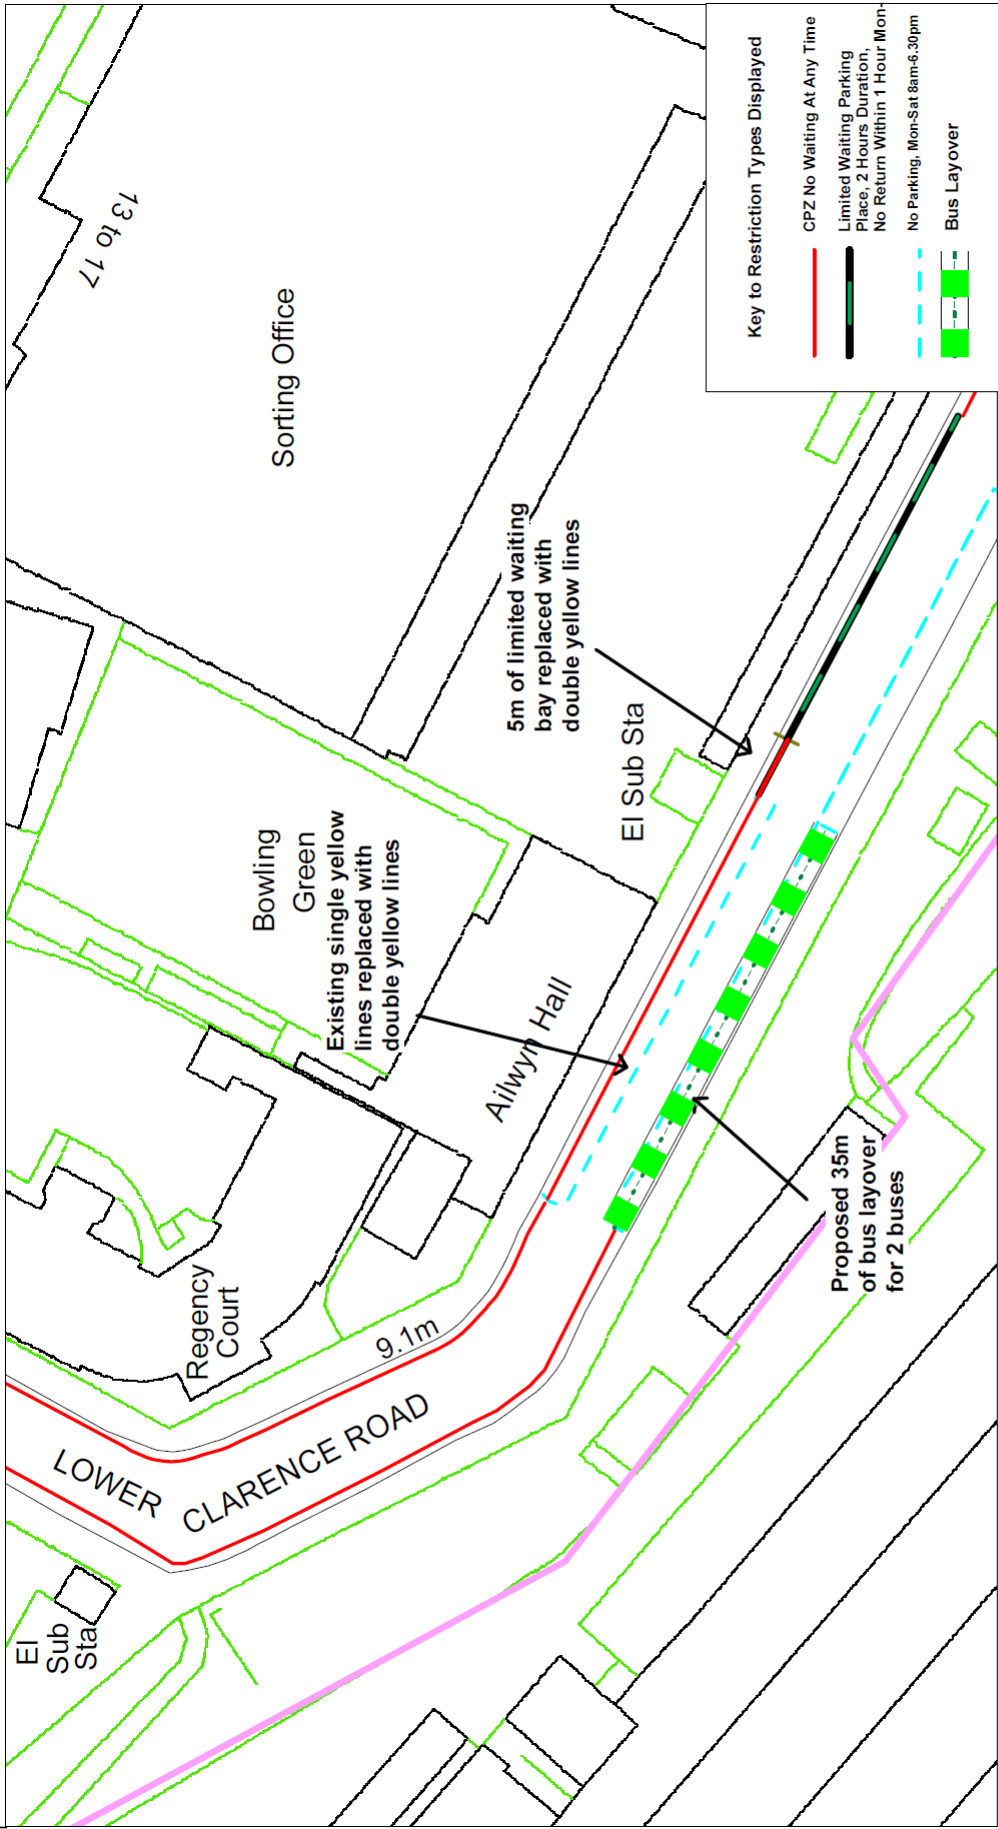 Key to Restriction Types Displayed
CPZ No Waiting At Any Time
Limited Waiting Parking
Place, 2 Hours Duration,
No Return Within 1 Hour Mon-
No Parking, Mon-Sat 8am-6.30pm
Bus Layover
13 to 17
Sorting Office
5m of limited waiting
bay replaced with
double yellow lines
El Sub Sta
Bowling
Green
Existing single yellow
lines replaced with
double yellow lines
Ailwyn Hall
Proposed 35m
of bus layover
for 2 buses
Regency
Court
9.1m
LOWER
CLARENCE ROAD
El
Sub
Sta